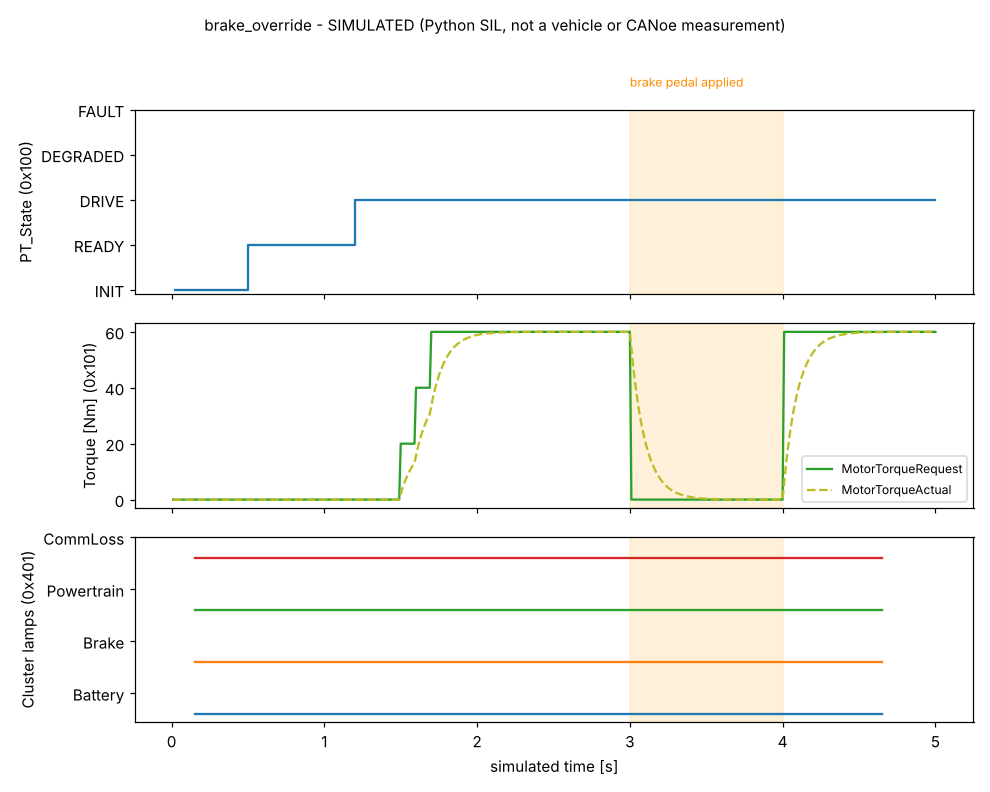 brake_override - SIMULATED (Python SIL, not a vehicle or CANoe measurement)
brake pedal applied
PT_State (0x100)
FAULT
DEGRADED
DRIVE
READY
INIT
Torque [Nm] (0x101)
60
40
20
0
MotorTorqueRequest
MotorTorqueActual
Cluster lamps (0x401)
CommLoss
Powertrain
Brake
Battery
0 1 2 3 4 5
simulated time [s]